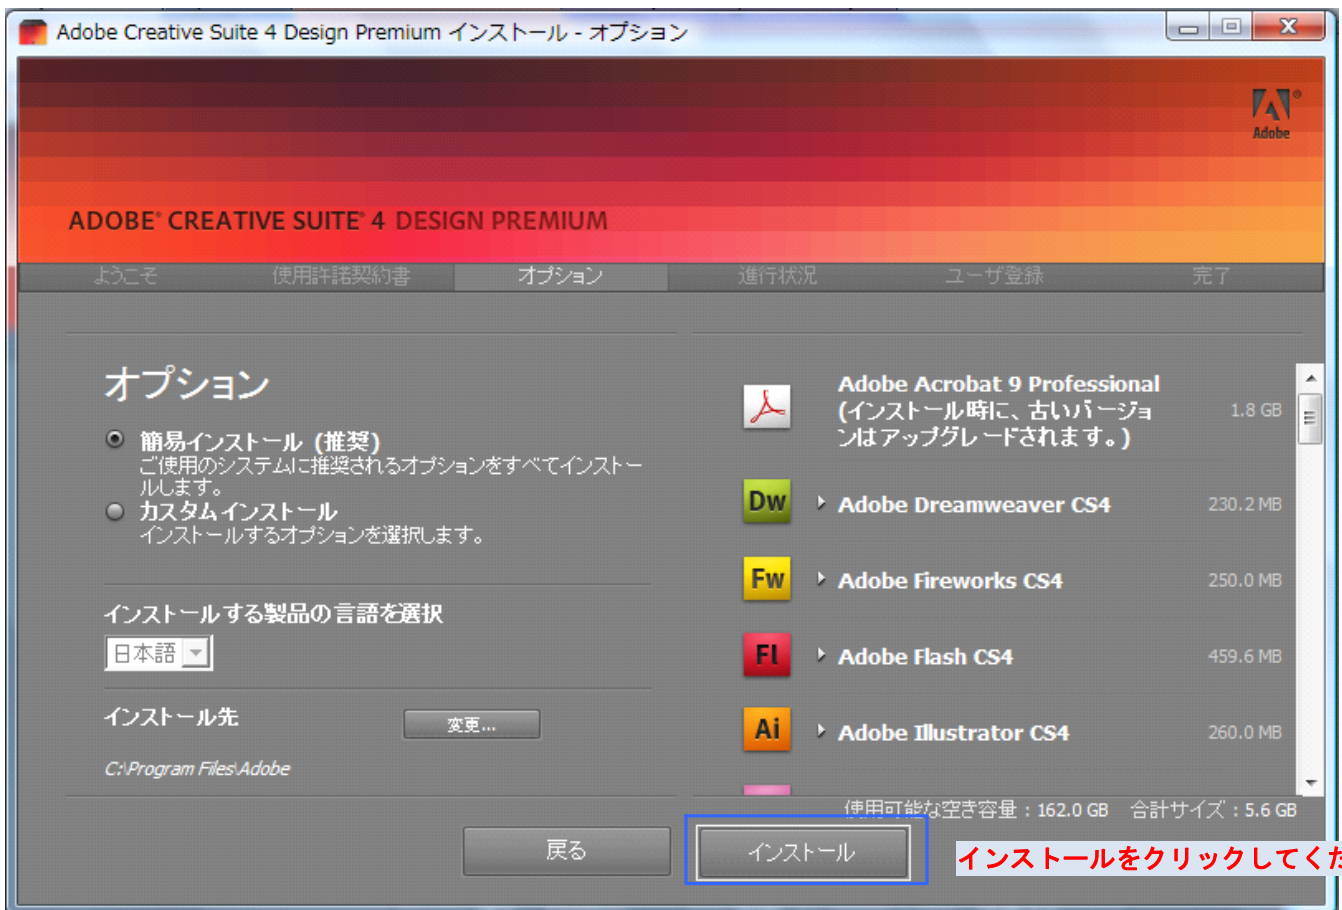 Adobe Creative Suite 4 Design Premium インストール - オプション
Adobe
ADOBE® CREATIVE SUITE® 4 DESIGN PREMIUM
ようこそ 使用許諾契約書 オプション 進行状況 ユーザ登録 完了
オプション
簡易インストール (推奨)
ご使用のシステムに推奨されるオプションをすべてインストー
ルします。
カスタムインストール
インストールするオプションを選択します。
インストールする製品の言語を選択
日本語
インストール先
変更...
C:\Program Files\Adobe
Adobe Acrobat 9 Professional
(インストール時に、古いバージョ
ンはアップグレードされます。)
1.8 GB
Dw Adobe Dreamweaver CS4 230.2 MB
Fw Adobe Fireworks CS4 250.0 MB
Fl Adobe Flash CS4 459.6 MB
Ai Adobe Illustrator CS4 260.0 MB
使用可能な空き容量 : 162.0 GB 合計サイズ : 5.6 GB
戻る
インストール
インストールをクリックしてくだ